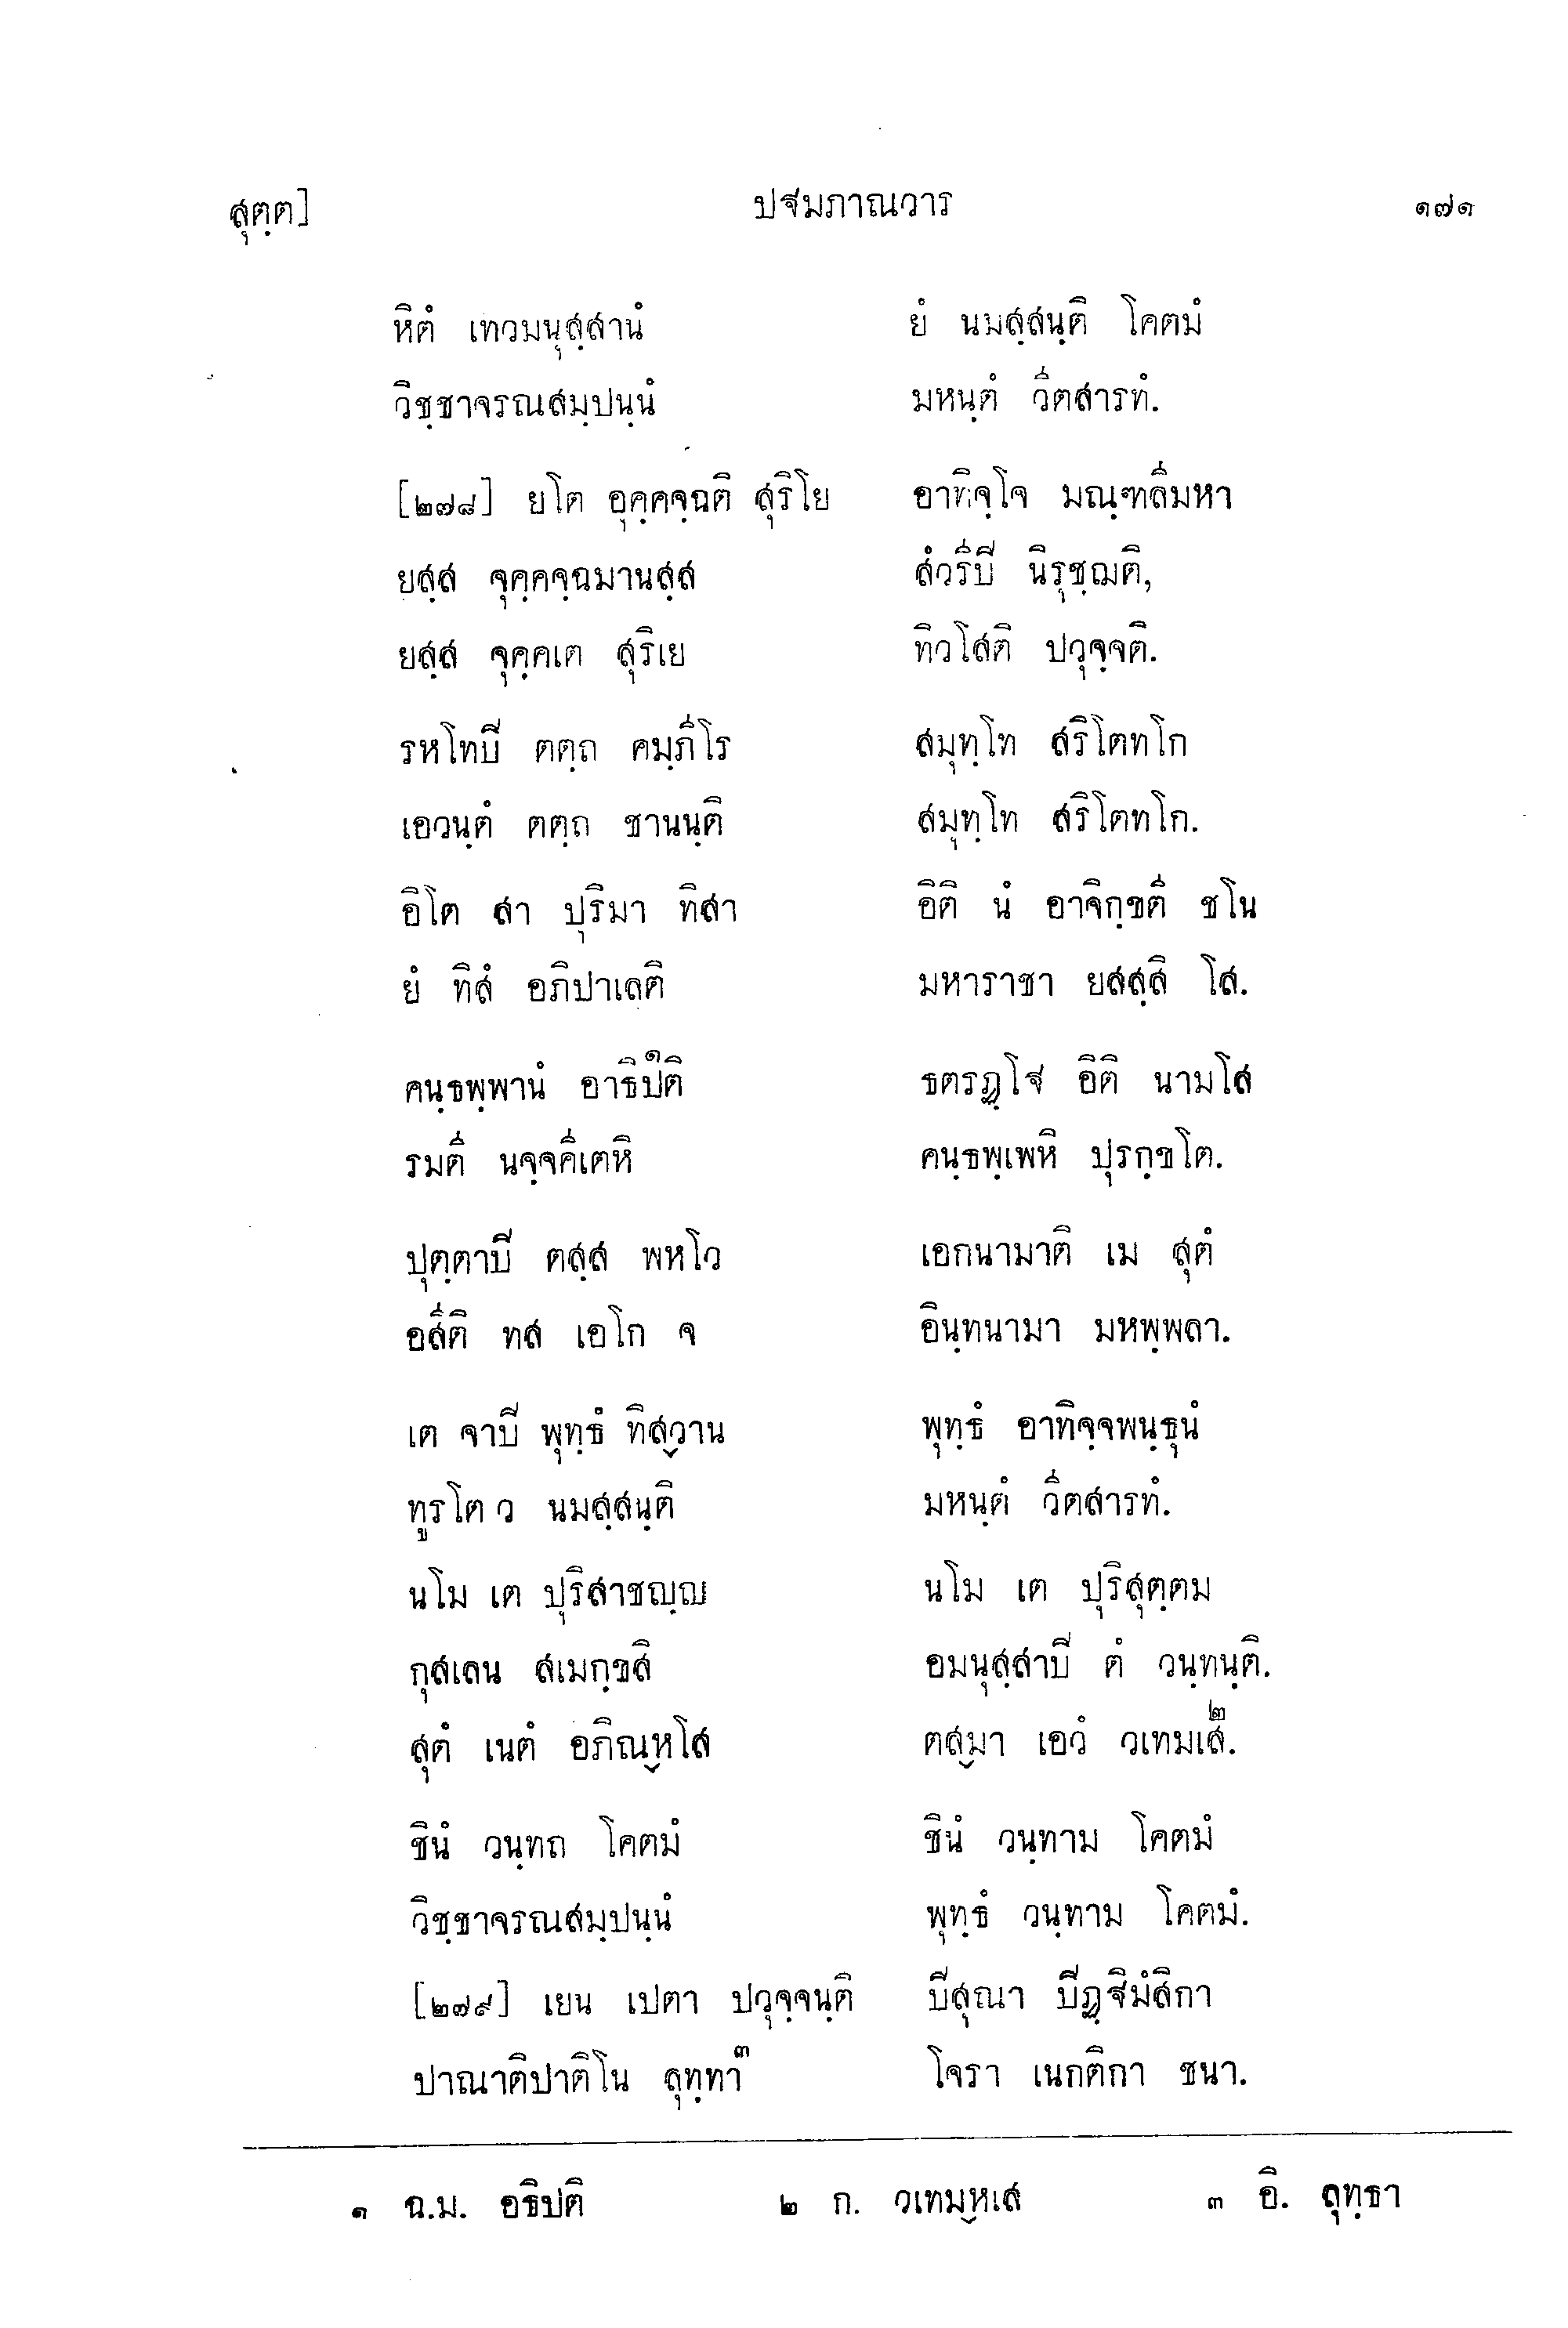 สุตฺต] ปฐมภาณวาร ๑๗๑
หิตํ เทวมนุสฺสานํ ยํ นมสฺสนฺติ โคตมํ
วิชฺชาจรณสมฺปนฺนํ มหนฺตํ วีตสารทํ.
[๒๗๘] ยโต อุคฺคจฺฉติ สุริโย อาทิจฺโจ มณฺฑลีมหา
ยสฺส จุคฺคจฺฉมานสฺส สํวรีปิ นิรุชฺฌติ,
ยสฺส จุคฺคเต สุริเย ทิวโสติ ปวุจฺจติ.
รหโทปิ ตตฺถ คมฺภีโร สมุทฺโท สริโตทโก
เอวนฺตํ ตตฺถ ชานนฺติ สมุทฺโท สริโตทโก.
อิโต สา ปุริมา ทิสา อิติ นํ อาจิกฺขตี ชโน
ยํ ทิสํ อภิปาเลติ มหาราชา ยสสฺสิ โส.
คนฺธพฺพานํ อาธิปติ๑ ธตรฏฺโฐ อิติ นามโส
รมตี นจฺจคีเตหิ คนฺธพฺเพหิ ปุรกฺขโต.
ปุตฺตาปิ ตสฺส พหโว เอกนามาติ เม สุตํ
อสีติ ทส เอโก จ อินฺทนามา มหพฺพลา.
เต จาปิ พุทฺธํ ทิสฺวาน พุทฺธํ อาทิจฺจพนฺธุนํ
ทูรโต ว นมสฺสนฺติ มหนฺตํ วีตสารทํ.
นโม เต ปุริสาชญฺญ นโม เต ปุริสุตฺตม
กุสเลน สเมกฺขสิ อมนุสฺสาปิ ตํ วนฺทนฺติ.
สุตํ เนตํ อภิณฺหโส ตสฺมา เอวํ วเทมเส๒.
ชินํ วนฺทถ โคตมํ ชินํ วนฺทาม โคตมํ
วิชฺชาจรณสมฺปนฺนํ พุทฺธํ วนฺทาม โคตมํ.
[๒๗๙] เยน เปตา ปวุจฺจนฺติ ปิสุณา ปิฏฺฐิมํสิกา
ปาณาติปาติโน ลุทฺทา๓ โจรา เนกติกา ชนา.
๑ ฉ.ม. อธิปติ ๒ ก. วเทมฺหเส ๓ อิ. ลุทฺธา